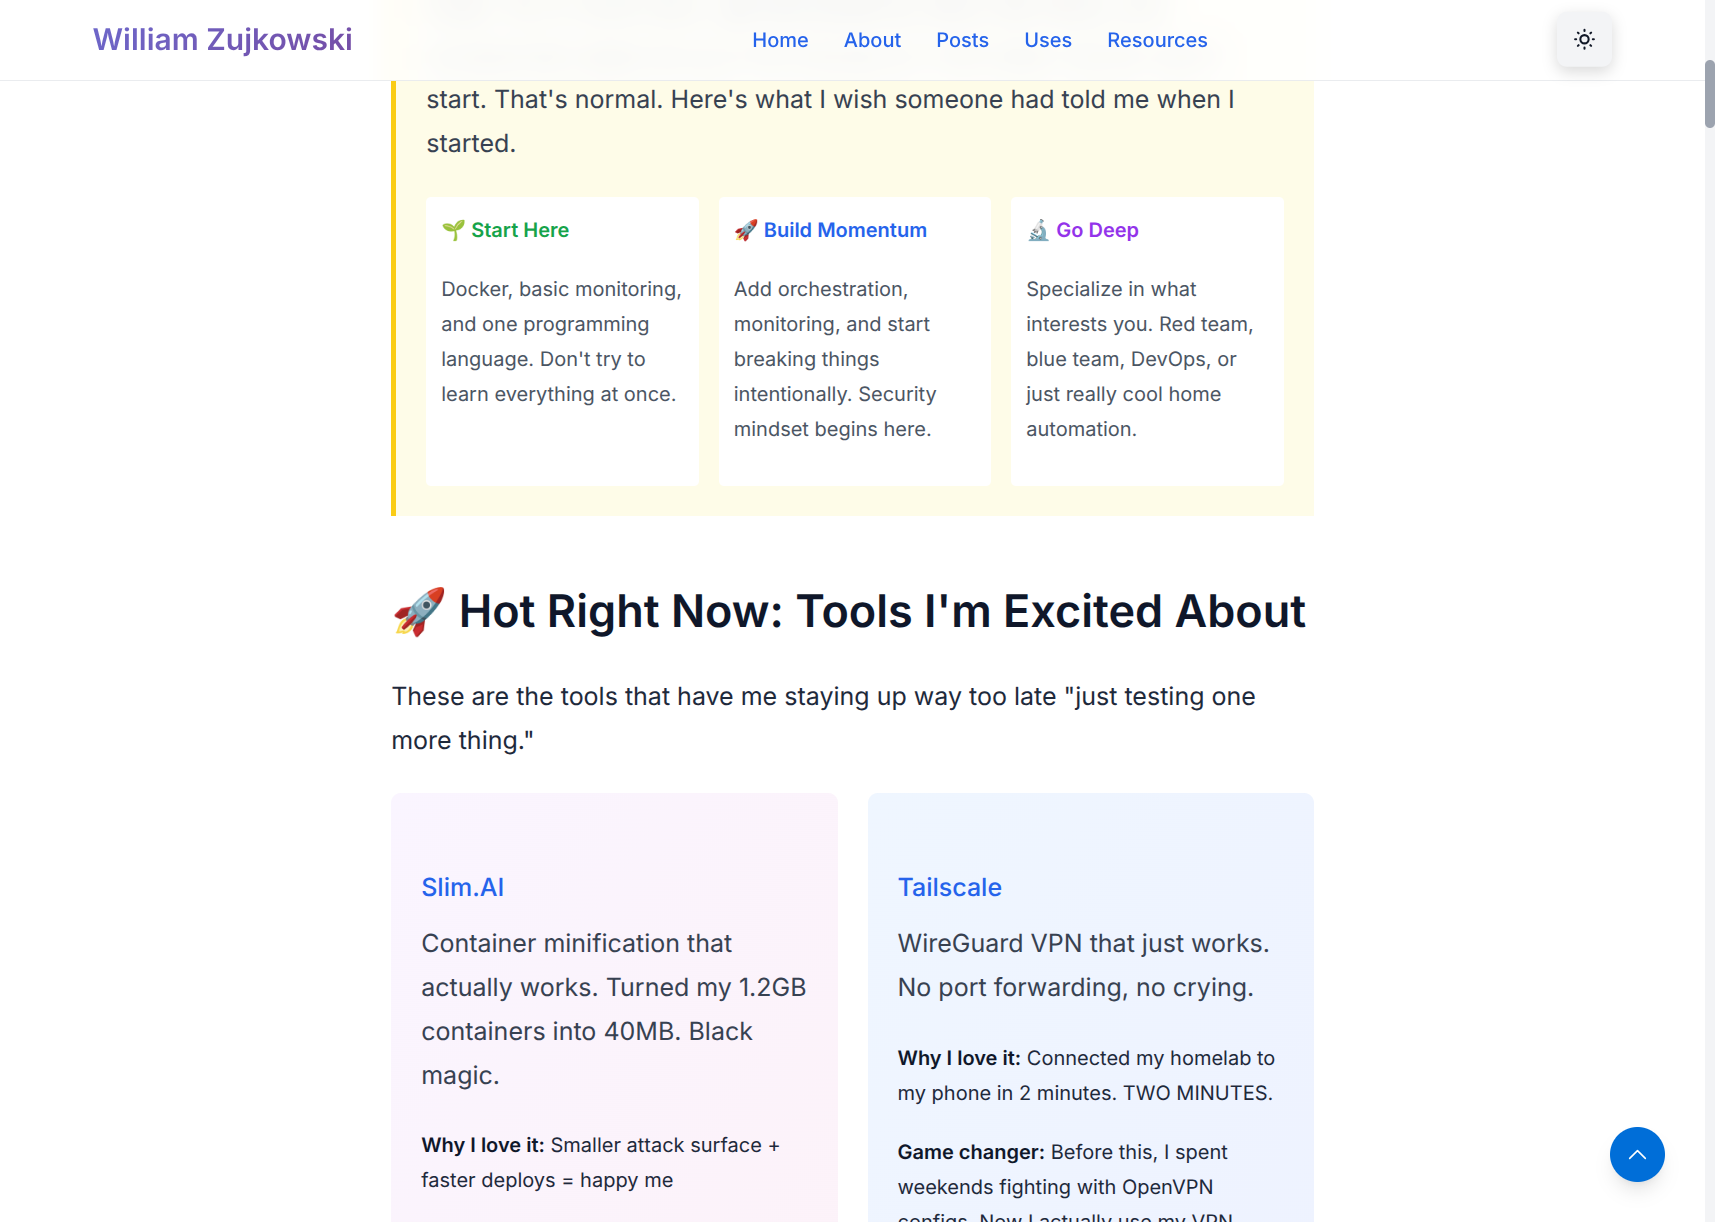 William Zujkowski
Home About Posts Uses Resources
start. That's normal. Here's what I wish someone had told me when I
started.
🌱 Start Here
Docker, basic monitoring,
and one programming
language. Don't try to
learn everything at once.
🚀 Build Momentum
Add orchestration,
monitoring, and start
breaking things
intentionally. Security
mindset begins here.
🔬 Go Deep
Specialize in what
interests you. Red team,
blue team, DevOps, or
just really cool home
automation.
🚀 Hot Right Now: Tools I'm Excited About
These are the tools that have me staying up way too late "just testing one
more thing."
Slim.AI
Container minification that
actually works. Turned my 1.2GB
containers into 40MB. Black
magic.
Why I love it: Smaller attack surface +
faster deploys = happy me
Tailscale
WireGuard VPN that just works.
No port forwarding, no crying.
Why I love it: Connected my homelab to
my phone in 2 minutes. TWO MINUTES.
Game changer: Before this, I spent
weekends fighting with OpenVPN
configs. Now I actually use my VPN